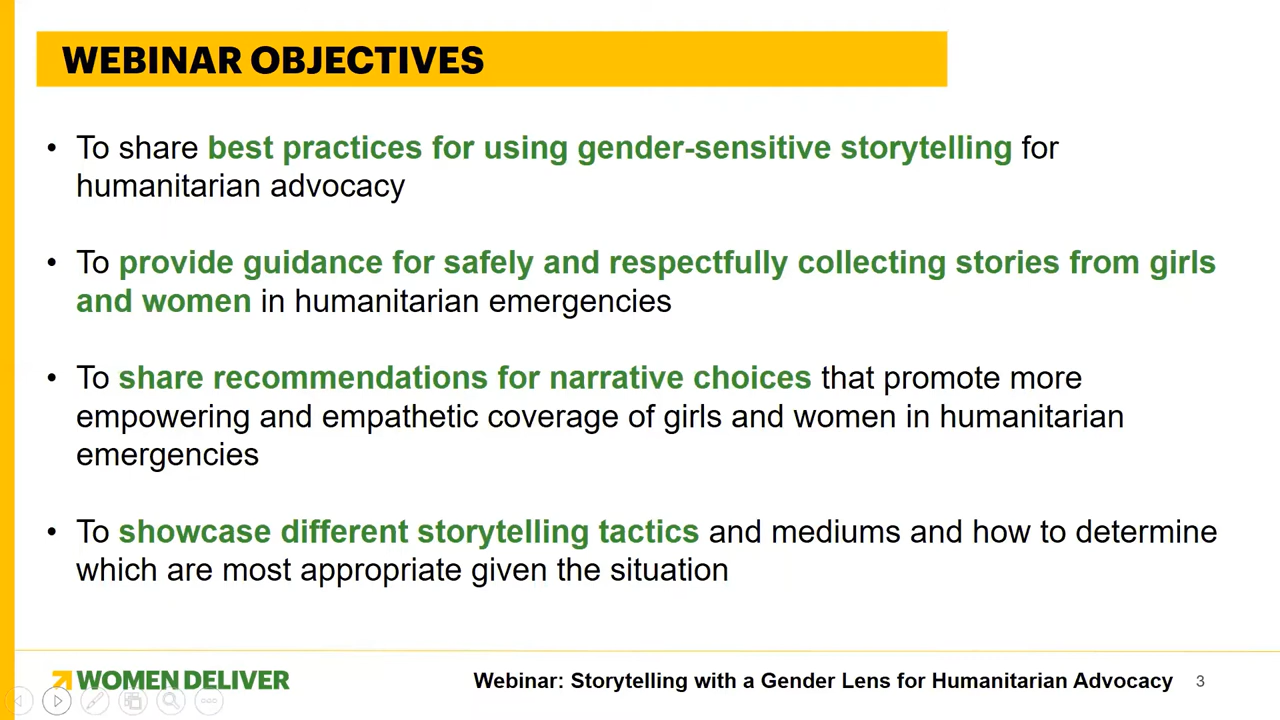 WEBINAR OBJECTIVES
• To share best practices for using gender-sensitive storytelling for
humanitarian advocacy
• To provide guidance for safely and respectfully collecting stories from girls
and women in humanitarian emergencies
• To share recommendations for narrative choices that promote more
empowering and empathetic coverage of girls and women in humanitarian
emergencies
• To showcase different storytelling tactics and mediums and how to determine
which are most appropriate given the situation
WOMEN DELIVER
Webinar: Storytelling with a Gender Lens for Humanitarian Advocacy 3